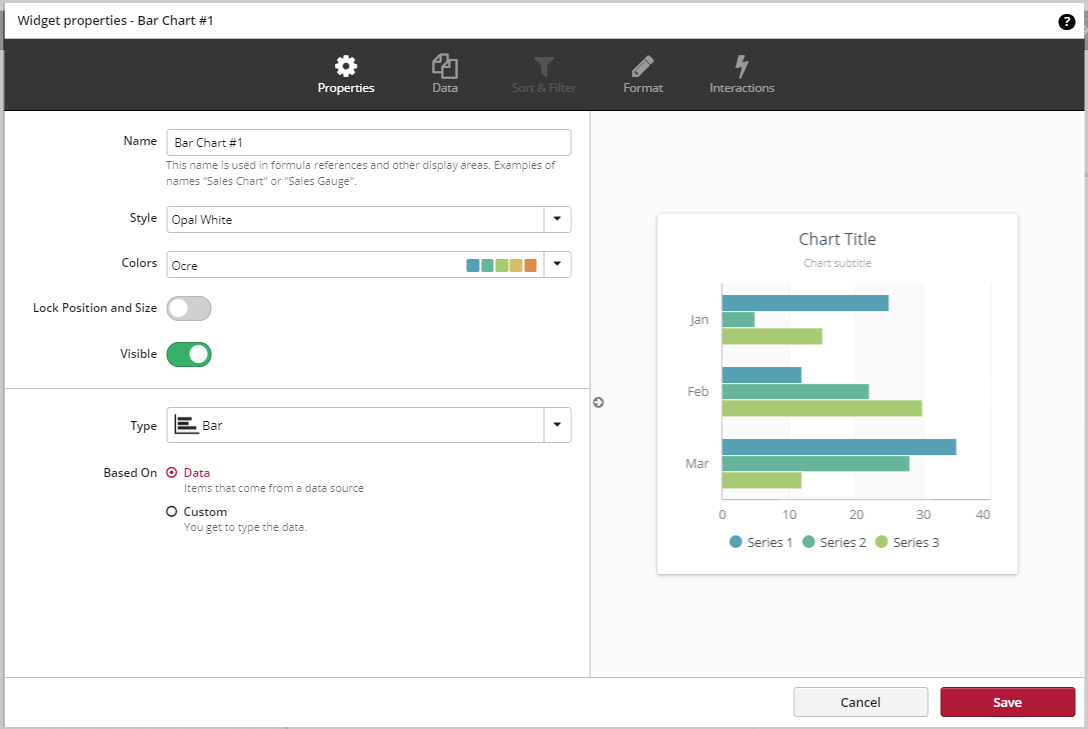 Widget properties - Bar Chart #1
?
Properties
Data
Sort & Filter
Format
Interactions
Name
Bar Chart #1
This name is used in formula references and other display areas. Examples of
names "Sales Chart" or "Sales Gauge".
Style
Opal White
Colors
Ocre
Lock Position and Size
Visible
Type
Bar
Based On
Data
Items that come from a data source
Custom
You get to type the data.
Chart Title
Chart subtitle
Jan
Feb
Mar
0 10 20 30 40
Series 1 Series 2 Series 3
Cancel
Save